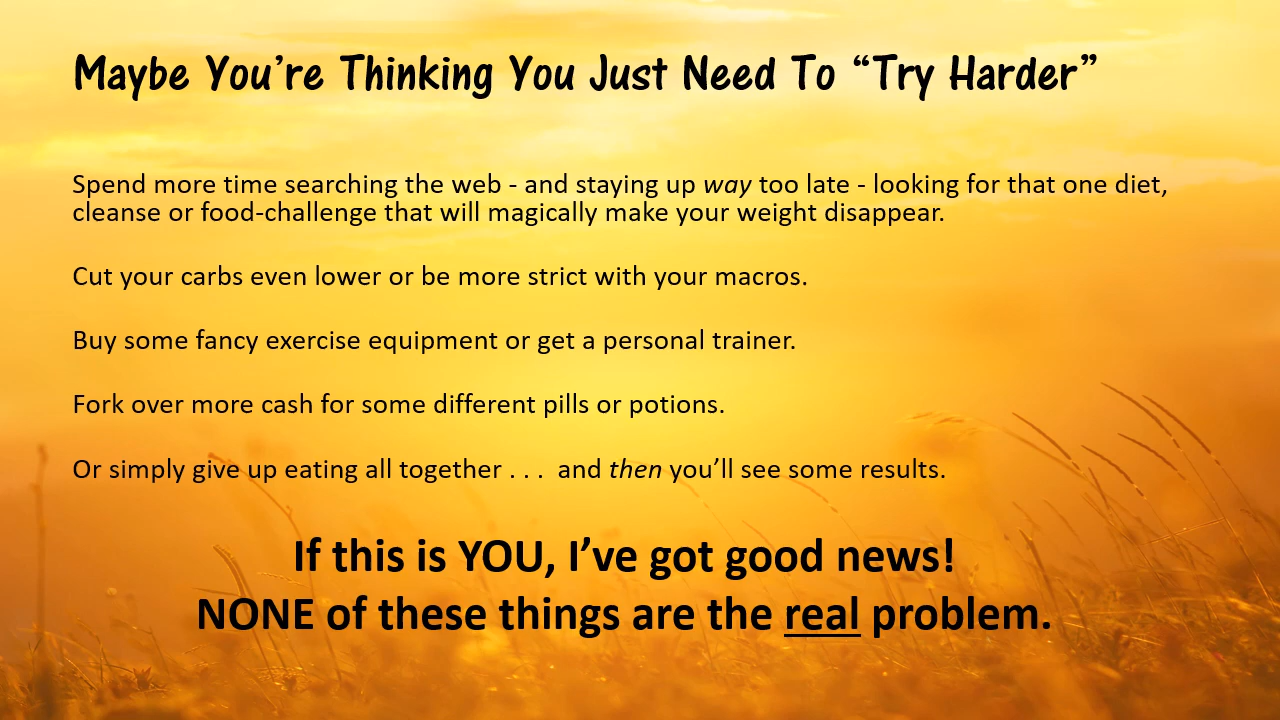 Maybe You’re Thinking You Just Need To “Try Harder”
Spend more time searching the web - and staying up way too late - looking for that one diet,
cleanse or food-challenge that will magically make your weight disappear.
Cut your carbs even lower or be more strict with your macros.
Buy some fancy exercise equipment or get a personal trainer.
Fork over more cash for some different pills or potions.
Or simply give up eating all together . . .  and then you’ll see some results.
If this is YOU, I’ve got good news!
NONE of these things are the real problem.